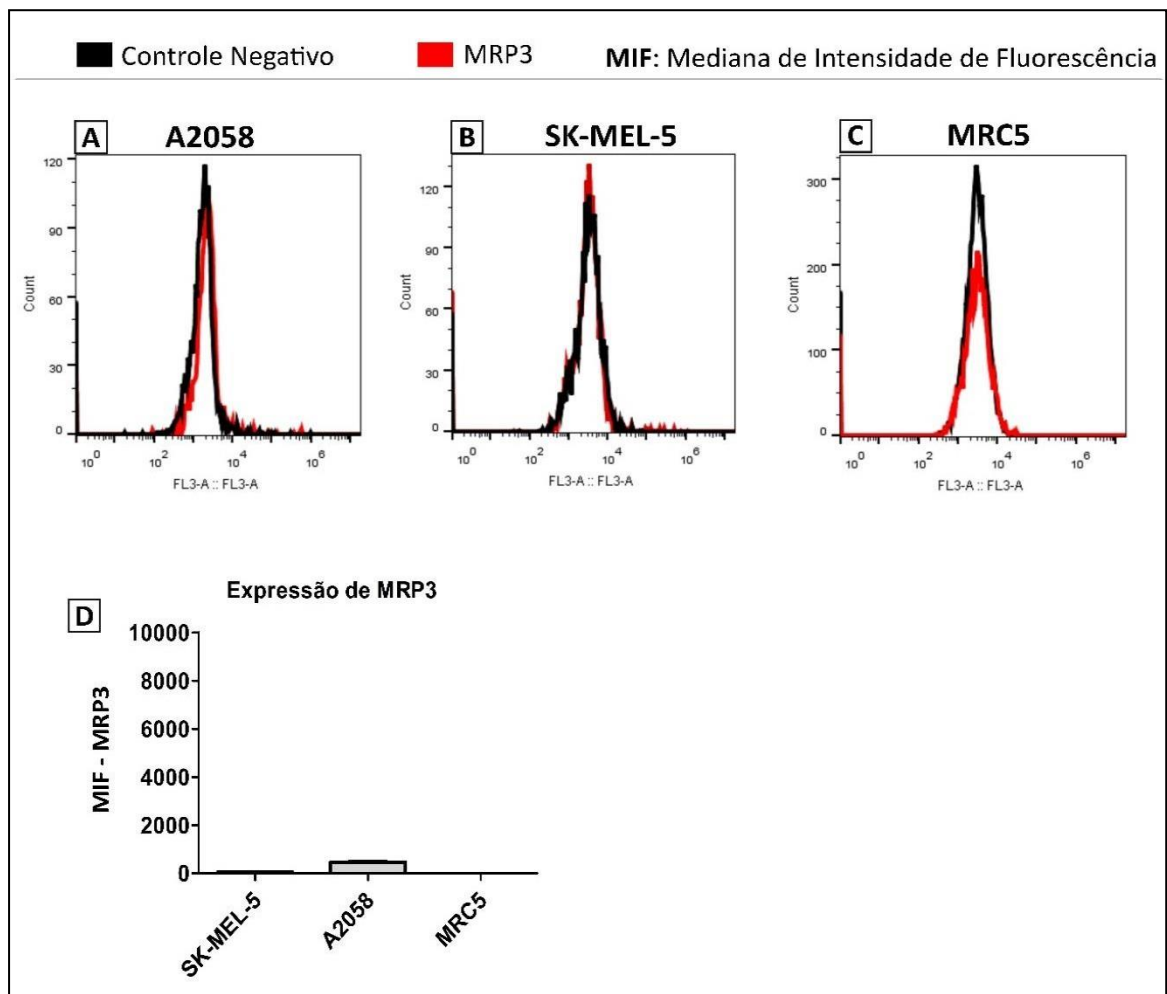 Controle Negativo MRP3 MIF: Mediana de Intensidade de Fluorescência
A A2058
120
90
60
30
0
Count
10^0 10^2 10^4 10^6
FL3-A :: FL3-A
B SK-MEL-5
120
90
60
30
0
Count
10^0 10^2 10^4 10^6
FL3-A :: FL3-A
C MRC5
300
200
100
0
Count
10^0 10^2 10^4 10^6
FL3-A :: FL3-A
D Expressão de MRP3
10000
8000
6000
4000
2000
0
MIF - MRP3
SK-MEL-5 A2058 MRC5